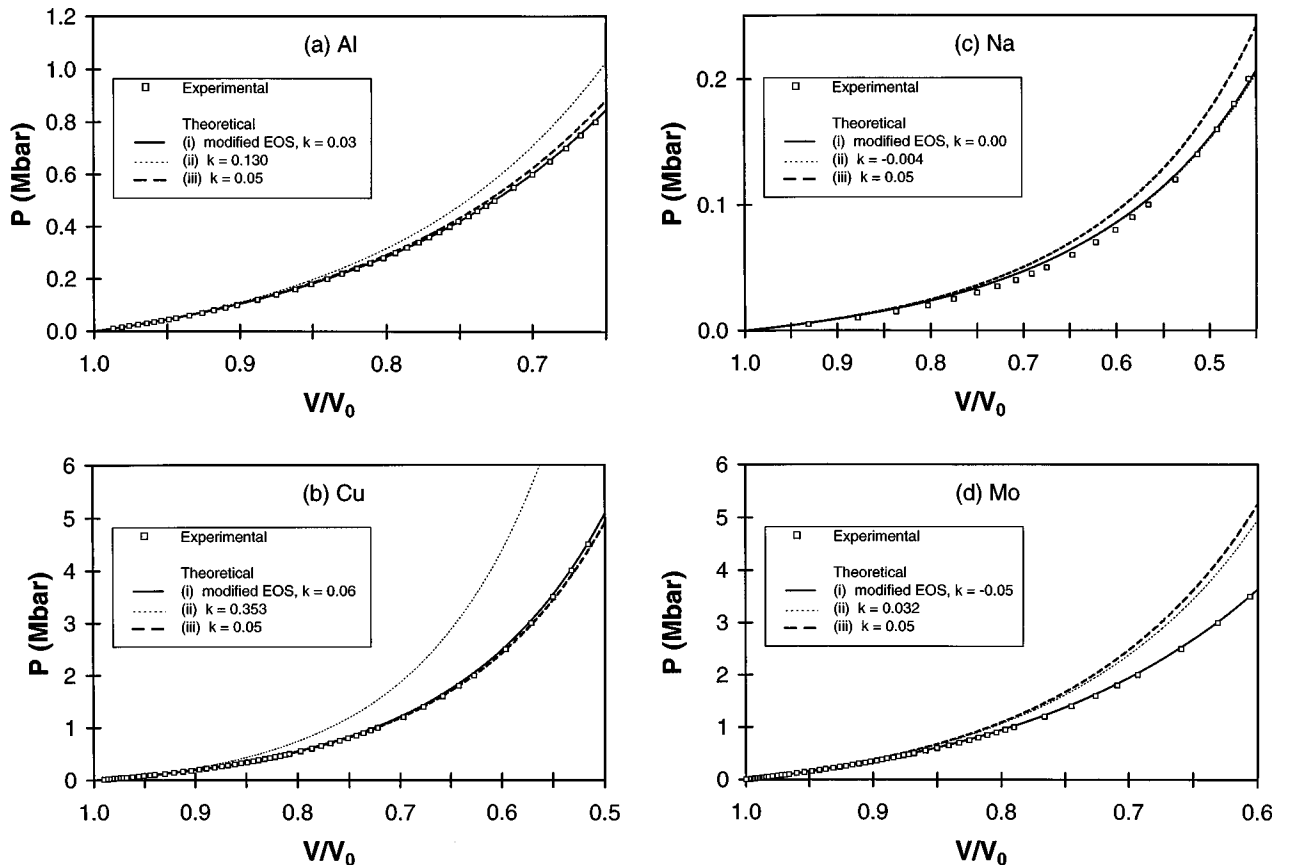 (a) Al
P (Mbar)
1.2
1.0
0.8
0.6
0.4
0.2
0.0
Experimental
Theoretical
(i) modified EOS, k = 0.03
(ii) k = 0.130
(iii) k = 0.05
1.0 0.9 0.8 0.7
V/V0
(c) Na
P (Mbar)
0.2
0.1
0.0
Experimental
Theoretical
(i) modified EOS, k = 0.00
(ii) k = -0.004
(iii) k = 0.05
1.0 0.9 0.8 0.7 0.6 0.5
V/V0
(b) Cu
P (Mbar)
6
5
4
3
2
1
0
Experimental
Theoretical
(i) modified EOS, k = 0.06
(ii) k = 0.353
(iii) k = 0.05
1.0 0.9 0.8 0.7 0.6 0.5
V/V0
(d) Mo
P (Mbar)
6
5
4
3
2
1
0
Experimental
Theoretical
(i) modified EOS, k = -0.05
(ii) k = 0.032
(iii) k = 0.05
1.0 0.9 0.8 0.7 0.6
V/V0